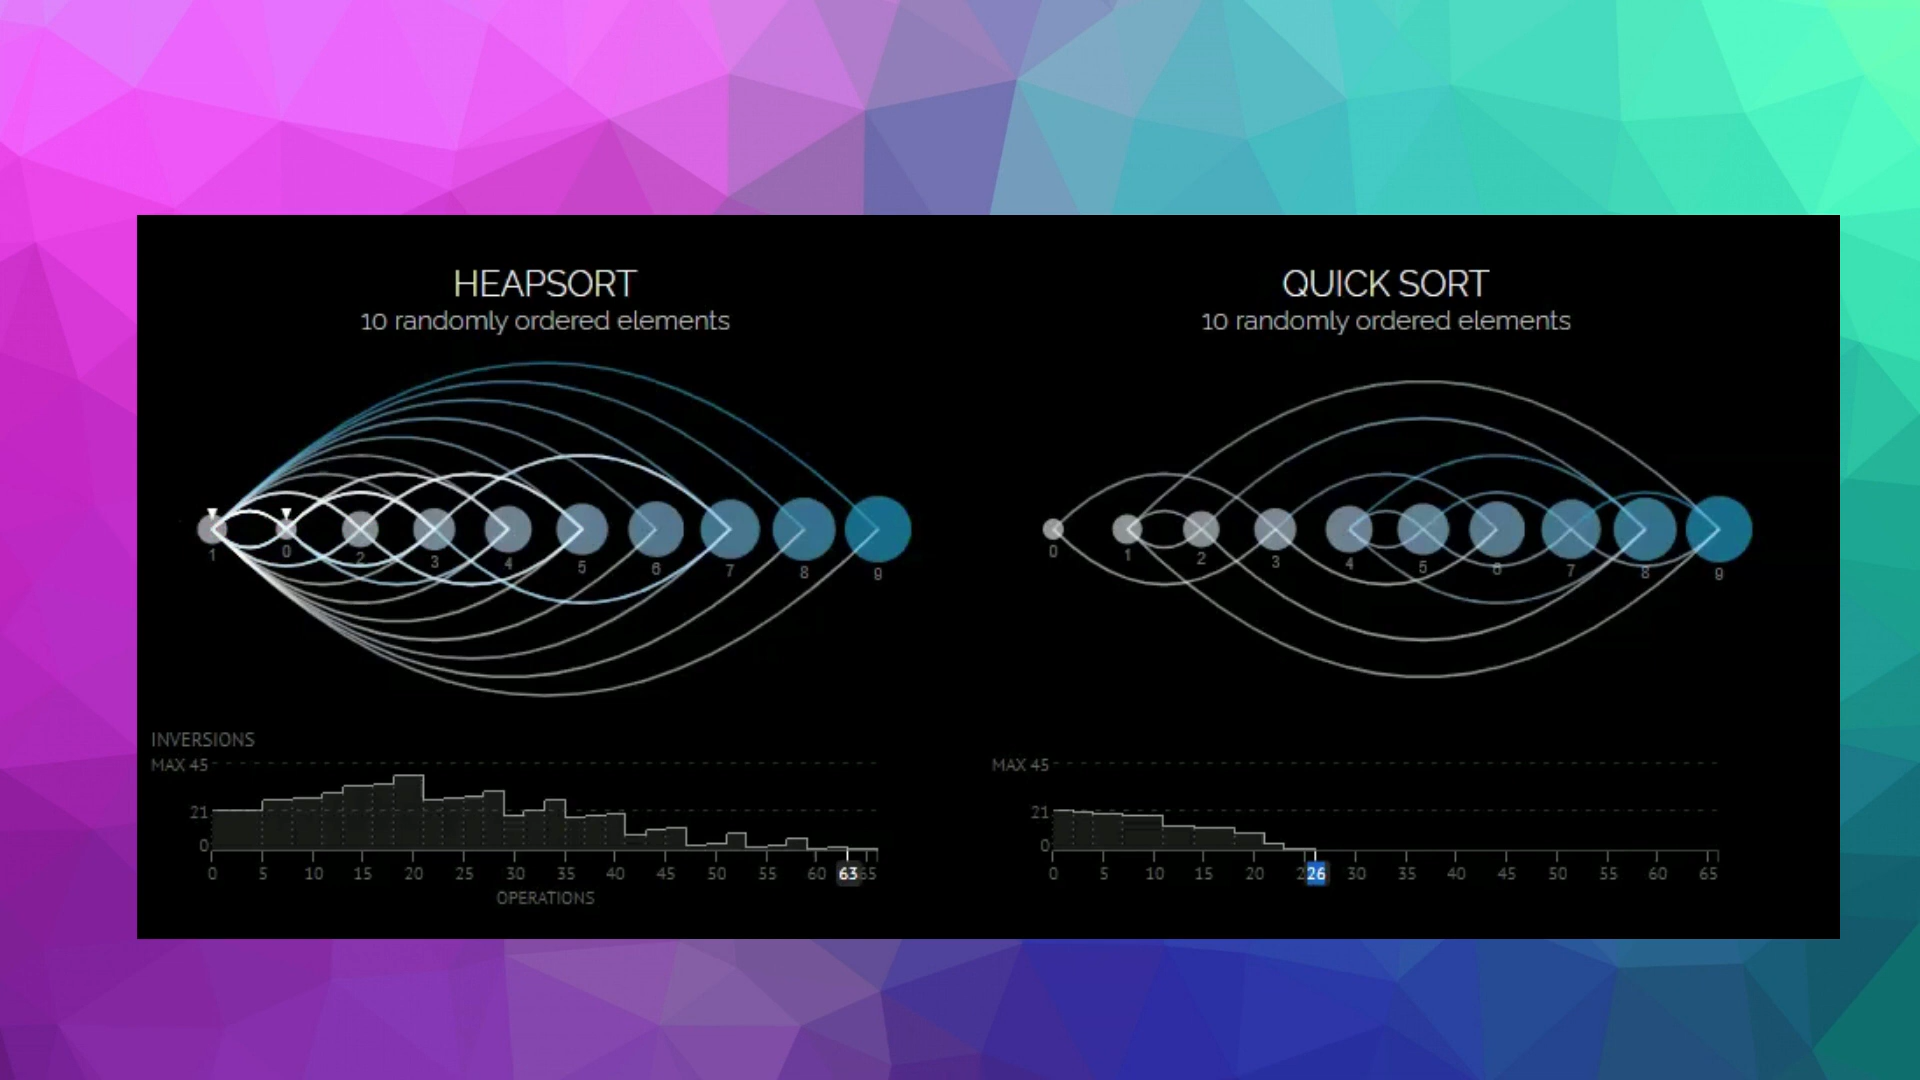 HEAPSORT
10 randomly ordered elements
1 0 2 3 4 5 6 7 8 9
INVERSIONS
MAX 45
21
0
0 5 10 15 20 25 30 35 40 45 50 55 60 63 65
OPERATIONS
QUICK SORT
10 randomly ordered elements
0 1 2 3 4 5 6 7 8 9
MAX 45
21
0
0 5 10 15 20 26 30 35 40 45 50 55 60 65